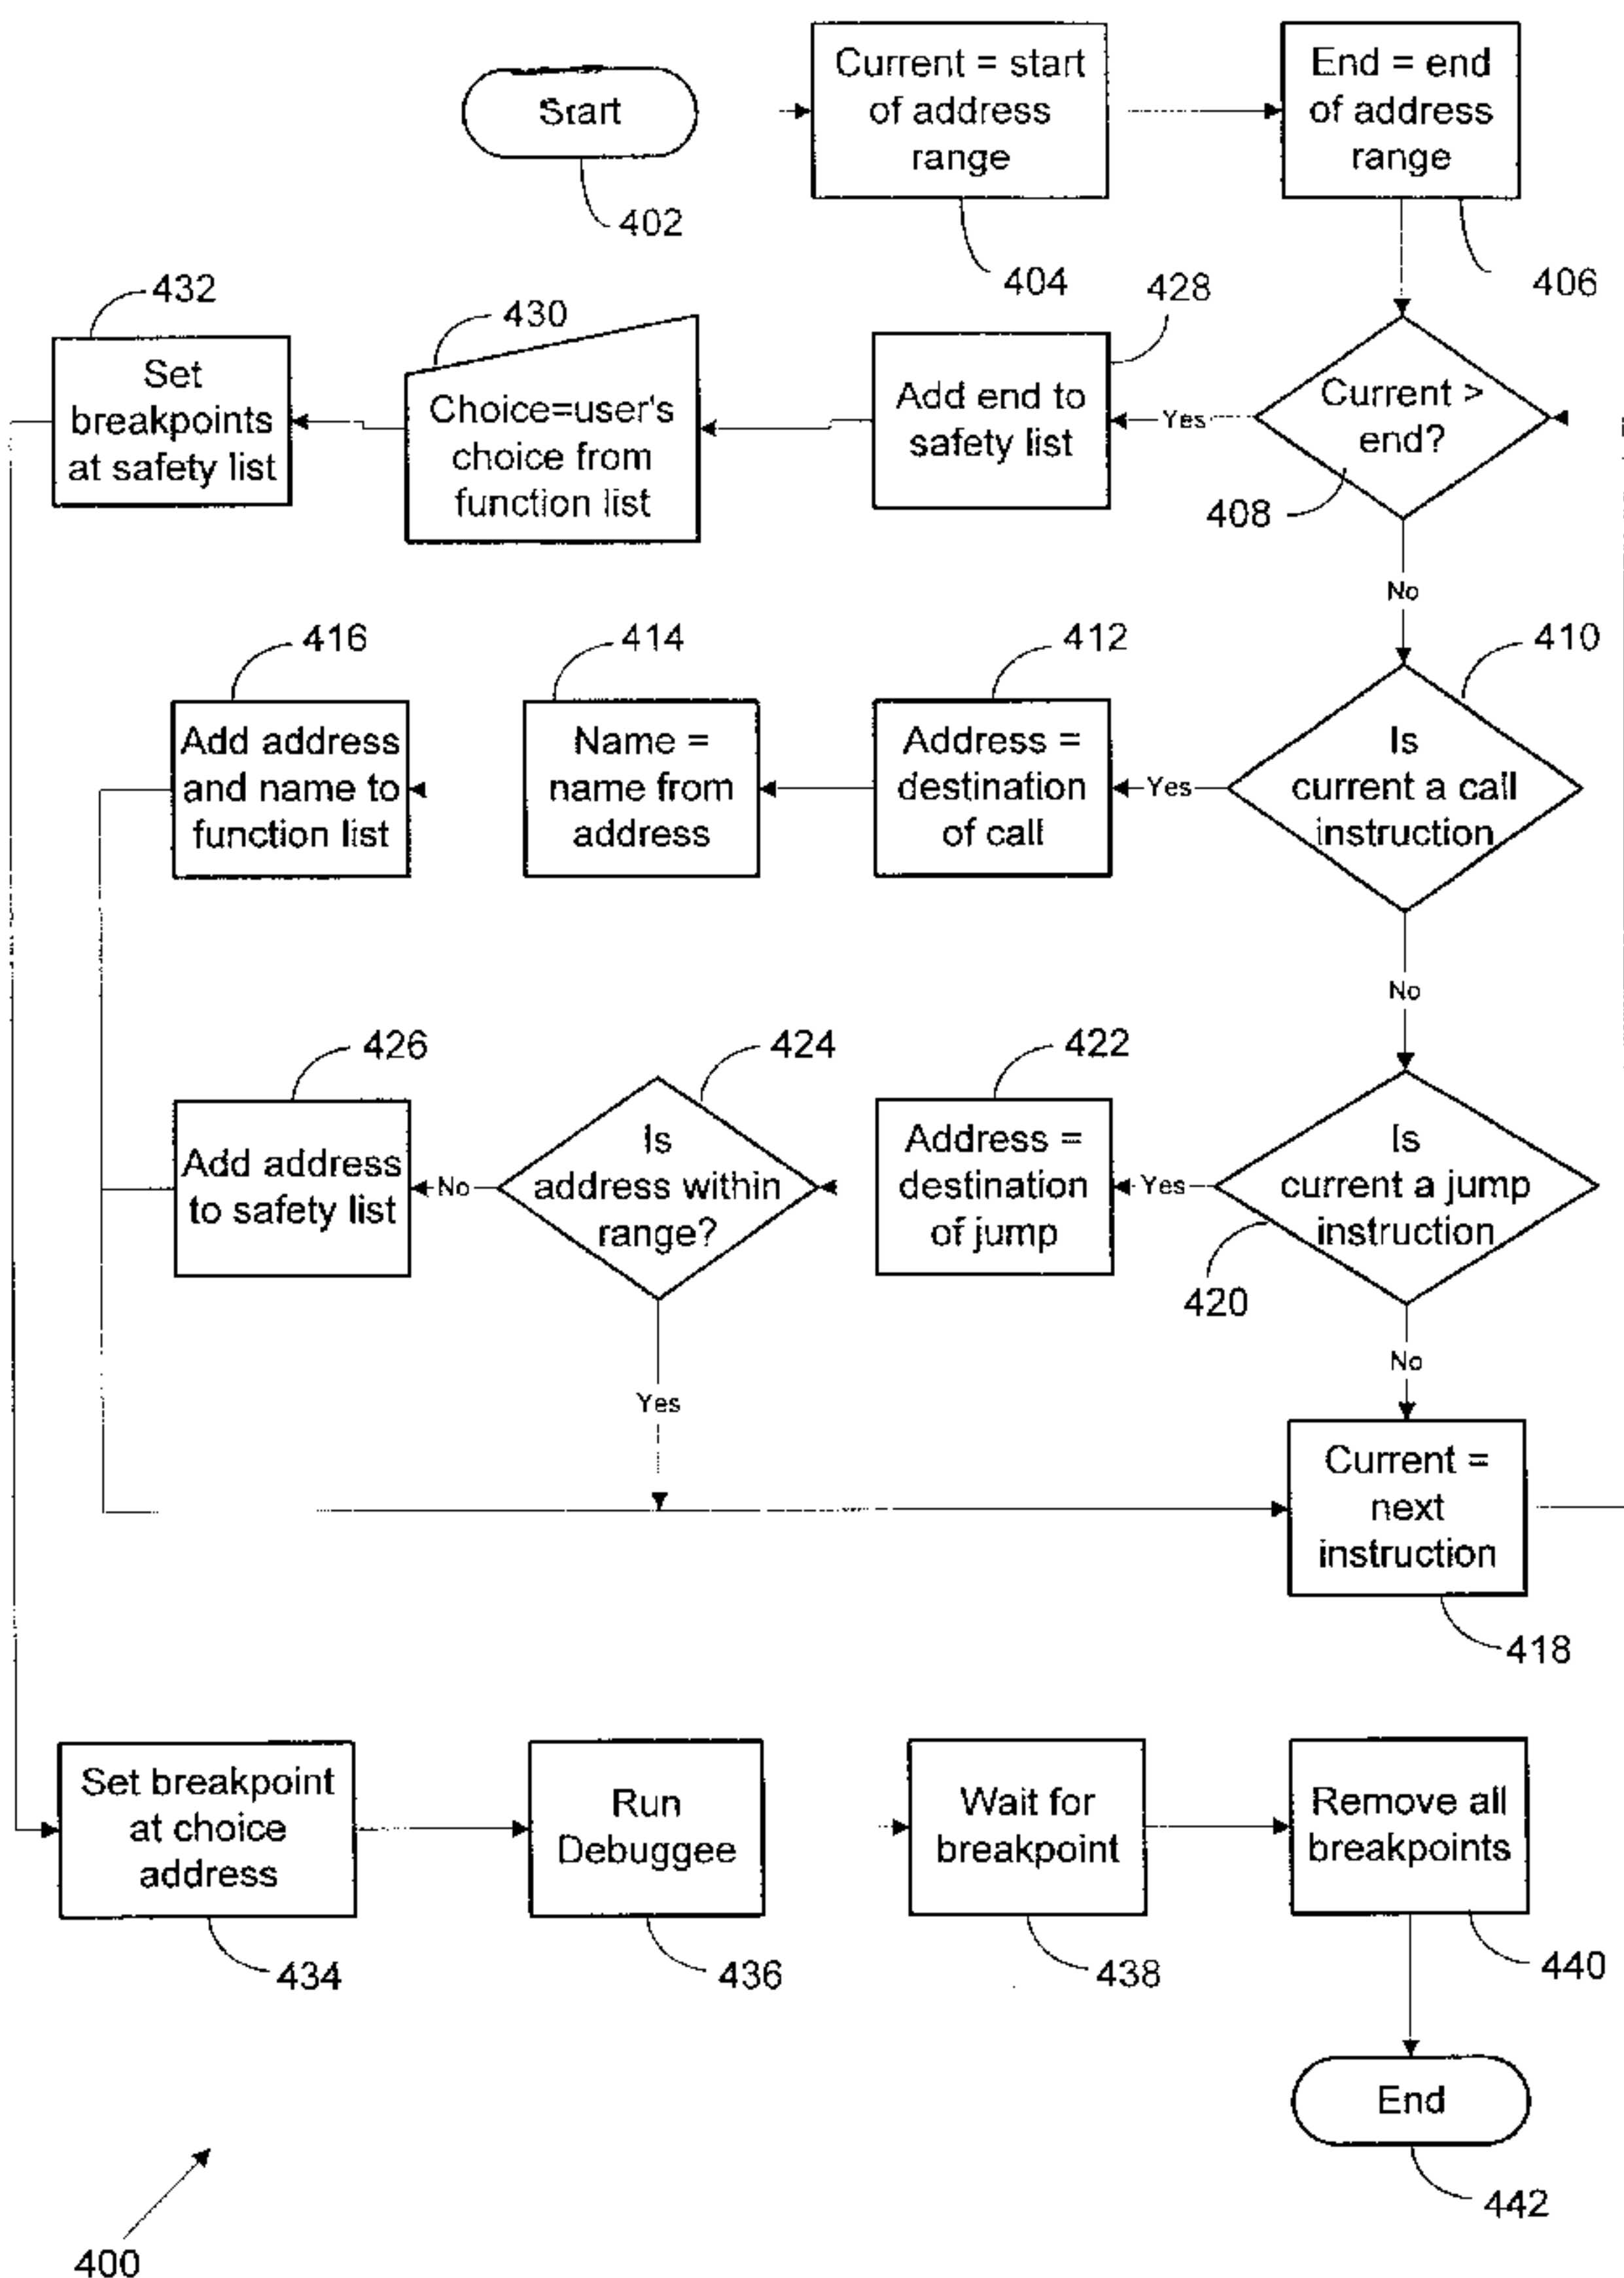 Start
402
Current = start
of address
range
404
End = end
of address
range
406
432
Set
breakpoints
at safety list
430
Choice=user's
choice from
function list
428
Add end to
safety list
Yes
Current >
end?
408
No
416
Add address
and name to
function list
414
Name =
name from
address
412
Address =
destination
of call
Yes
410
Is
current a call
instruction
No
426
Add address
to safety list
No
424
Is
address within
range?
Yes
422
Address =
destination
of jump
Yes
Is
current a jump
instruction
420
No
Current =
next
instruction
418
Set breakpoint
at choice
address
434
Run
Debuggee
436
Wait for
breakpoint
438
Remove all
breakpoints
440
End
442
400